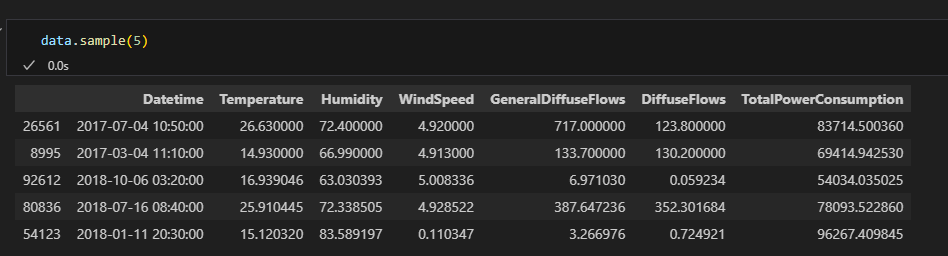 data.sample(5)
0.0s
Datetime Temperature Humidity WindSpeed GeneralDiffuseFlows DiffuseFlows TotalPowerConsumption
26561 2017-07-04 10:50:00 26.630000 72.400000 4.920000 717.000000 123.800000 83714.500360
8995 2017-03-04 11:10:00 14.930000 66.990000 4.913000 133.700000 130.200000 69414.942530
92612 2018-10-06 03:20:00 16.939046 63.030393 5.008336 6.971030 0.059234 54034.035025
80836 2018-07-16 08:40:00 25.910445 72.338505 4.928522 387.647236 352.301684 78093.522860
54123 2018-01-11 20:30:00 15.120320 83.589197 0.110347 3.266976 0.724921 96267.409845